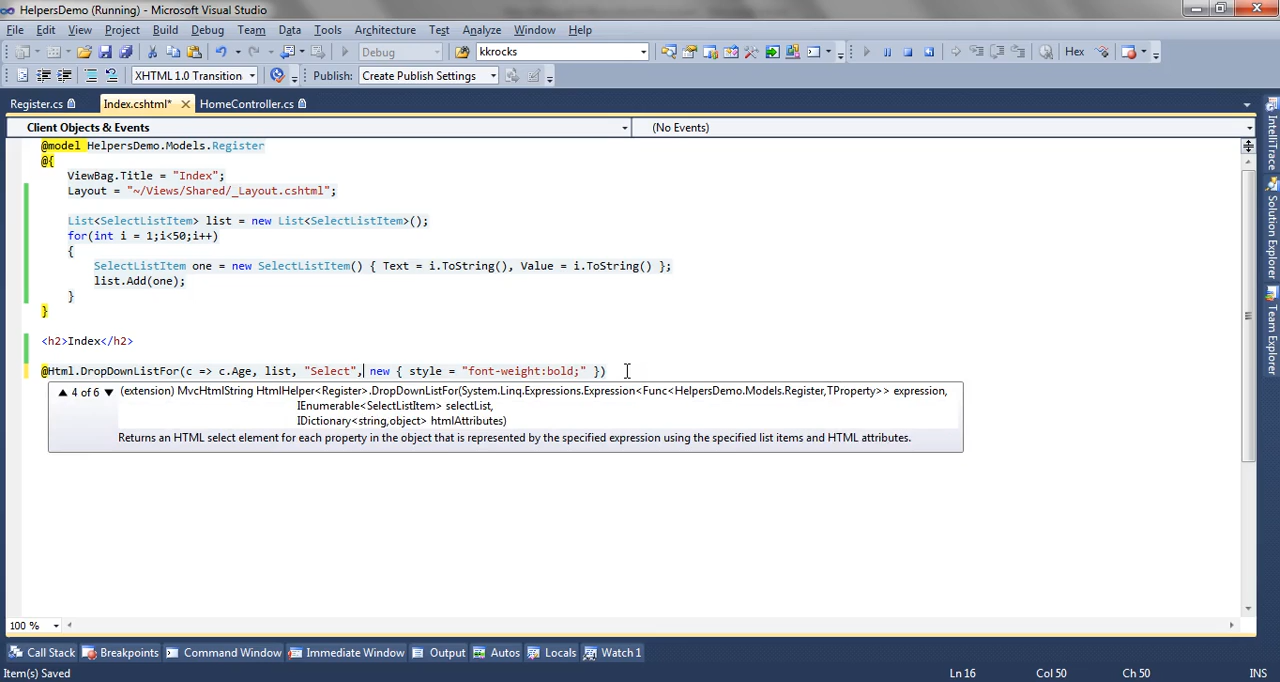 HelpersDemo (Running) - Microsoft Visual Studio
File Edit View Project Build Debug Team Data Tools Architecture Test Analyze Window Help
Debug kkrocks Hex
XHTML 1.0 Transition Publish: Create Publish Settings
Register.cs Index.cshtml* HomeController.cs
Client Objects & Events (No Events)
@model HelpersDemo.Models.Register
@{
ViewBag.Title = "Index";
Layout = "~/Views/Shared/_Layout.cshtml";
List<SelectListItem> list = new List<SelectListItem>();
for(int i = 1;i<50;i++)
{
SelectListItem one = new SelectListItem() { Text = i.ToString(), Value = i.ToString() };
list.Add(one);
}
}
<h2>Index</h2>
@Html.DropDownListFor(c => c.Age, list, "Select", new { style = "font-weight:bold;" })
4 of 6 (extension) MvcHtmlString HtmlHelper<Register>.DropDownListFor(System.Linq.Expressions.Expression<Func<HelpersDemo.Models.Register,TProperty>> expression,
IEnumerable<SelectListItem> selectList,
IDictionary<string,object> htmlAttributes)
Returns an HTML select element for each property in the object that is represented by the specified expression using the specified list items and HTML attributes.
IntelliTrace
Solution Explorer
Team Explorer
100 %
Call Stack Breakpoints Command Window Immediate Window Output Autos Locals Watch 1
Item(s) Saved Ln 16 Col 50 Ch 50 INS